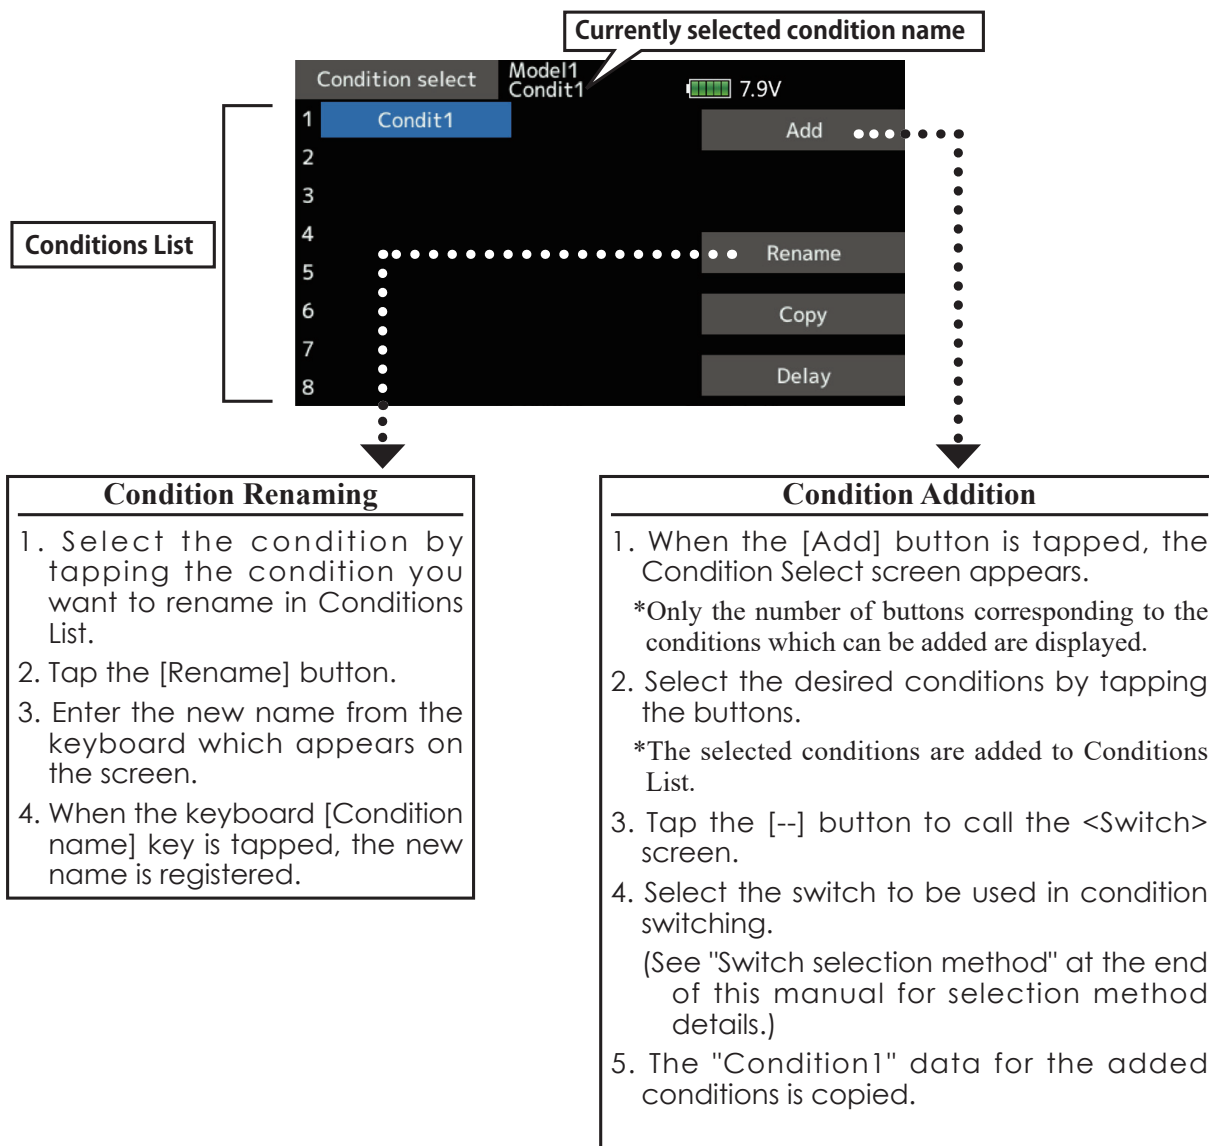 Currently selected condition name
Condition select
Model1
Condit1
7.9V
1
Condit1
Add
2
3
Conditions List
4
Rename
5
6
Copy
7
Delay
8
Condition Renaming
1. Select the condition by
tapping the condition you
want to rename in Conditions
List.
2. Tap the [Rename] button.
3. Enter the new name from the
keyboard which appears on
the screen.
4. When the keyboard [Condition
name] key is tapped, the new
name is registered.
Condition Addition
1. When the [Add] button is tapped, the
Condition Select screen appears.
*Only the number of buttons corresponding to the
conditions which can be added are displayed.
2. Select the desired conditions by tapping
the buttons.
*The selected conditions are added to Conditions
List.
3. Tap the [--] button to call the <Switch>
screen.
4. Select the switch to be used in condition
switching.
(See "Switch selection method" at the end
of this manual for selection method
details.)
5. The "Condition1" data for the added
conditions is copied.